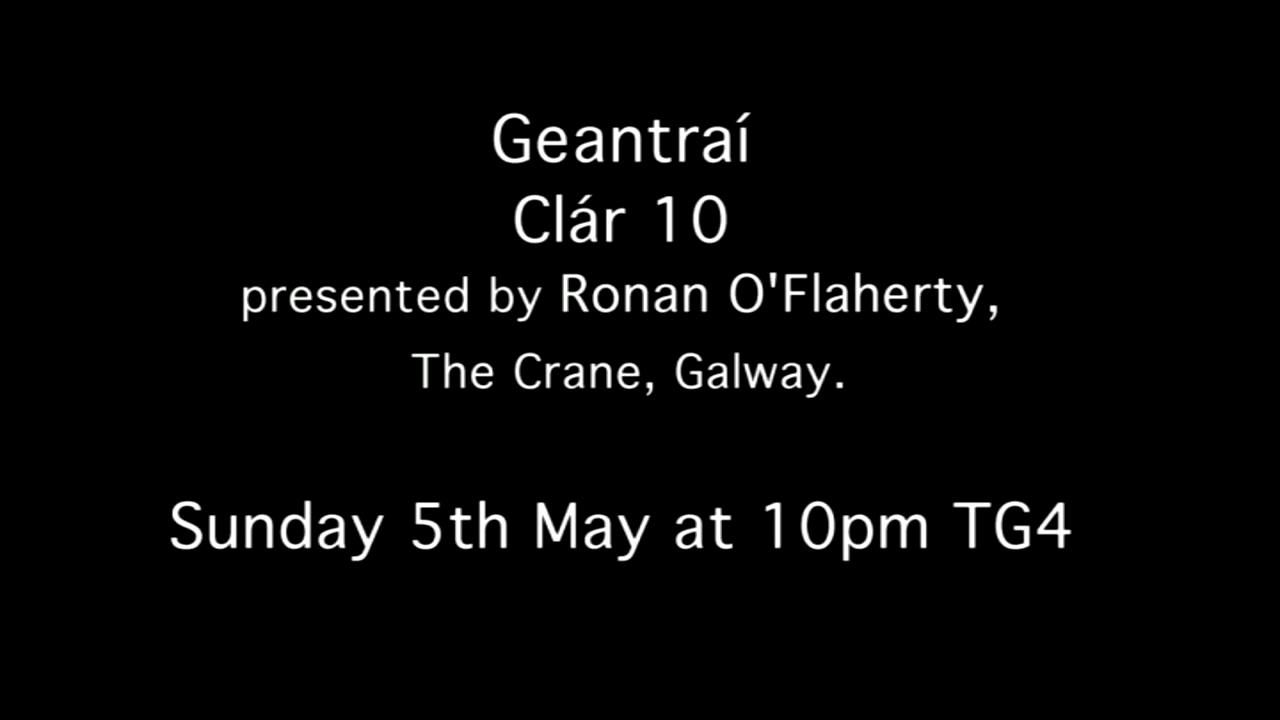 Geantraí
Clár 10
presented by Ronan O'Flaherty,
The Crane, Galway.
Sunday 5th May at 10pm TG4